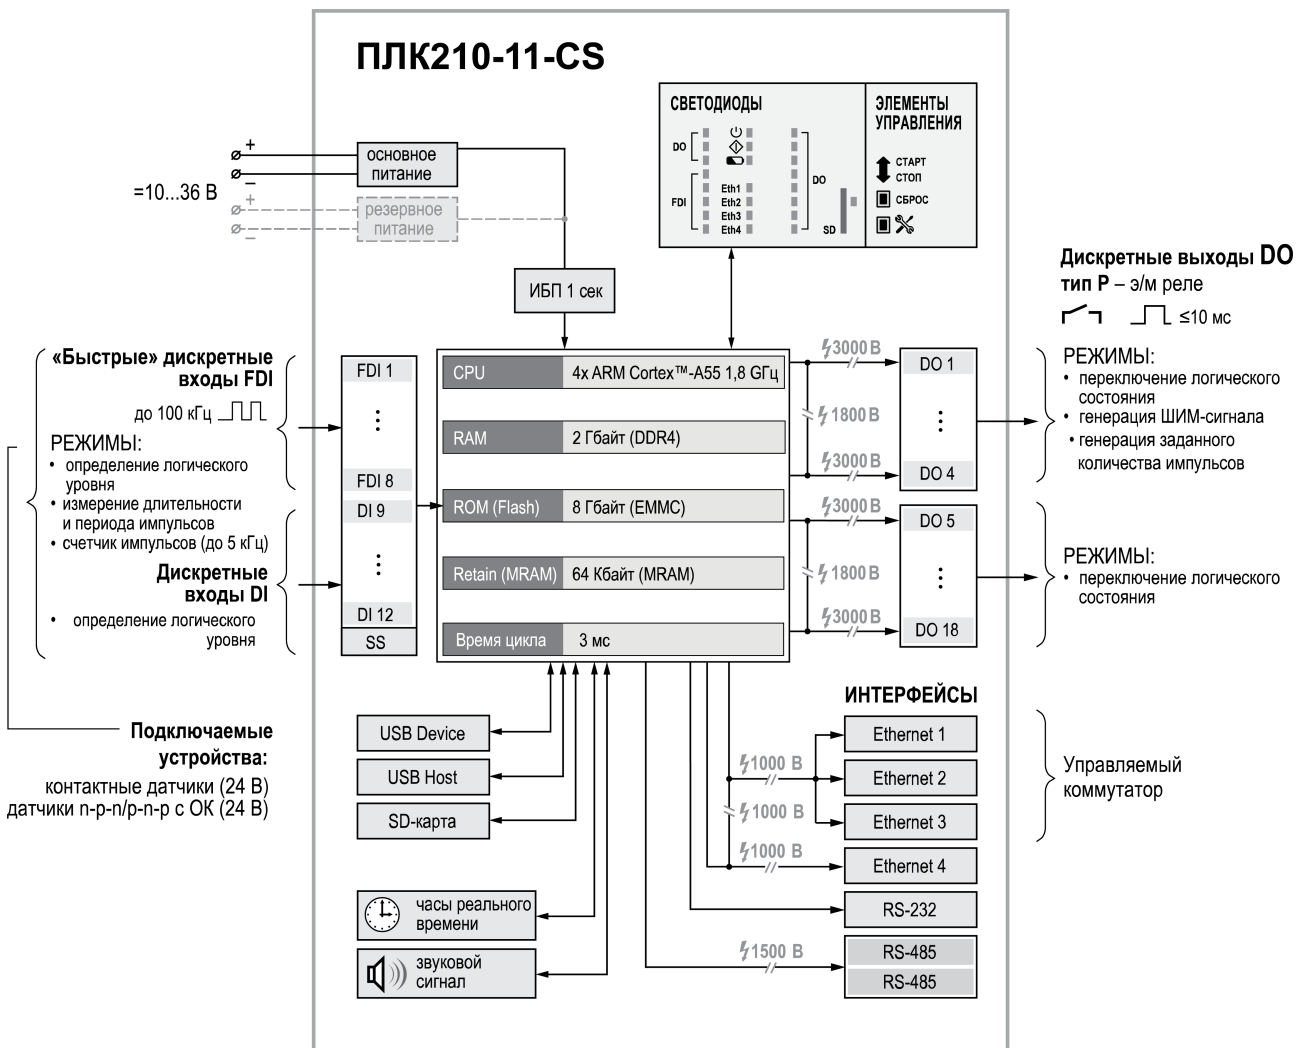 ПЛК210-11-CS
СВЕТОДИОДЫ
DO
FDI
Eth1
Eth2
Eth3
Eth4
DO
SD
ЭЛЕМЕНТЫ
УПРАВЛЕНИЯ
СТАРТ
СТОП
СБРОС
+
–
=10...36 В
+
–
основное
питание
резервное
питание
ИБП 1 сек
«Быстрые» дискретные
входы FDI
до 100 кГц
РЕЖИМЫ:
• определение логического
уровня
• измерение длительности
и периода импульсов
• счетчик импульсов (до 5 кГц)
Дискретные
входы DI
• определение логического
уровня
Подключаемые
устройства:
контактные датчики (24 В)
датчики n-p-n/p-n-p с ОК (24 В)
FDI 1
FDI 8
DI 9
DI 12
SS
CPU 4x ARM Cortex™-A55 1,8 ГГц
RAM 2 Гбайт (DDR4)
ROM (Flash) 8 Гбайт (EMMC)
Retain (MRAM) 64 Кбайт (MRAM)
Время цикла 3 мс
3000 В
1800 В
3000 В
3000 В
1800 В
3000 В
DO 1
DO 4
DO 5
DO 18
Дискретные выходы DO
тип Р – э/м реле
≤10 мс
РЕЖИМЫ:
• переключение логического
состояния
• генерация ШИМ-сигнала
• генерация заданного
количества импульсов
РЕЖИМЫ:
• переключение логического
состояния
USB Device
USB Host
SD-карта
часы реального
времени
звуковой
сигнал
ИНТЕРФЕЙСЫ
1000 В
1000 В
1000 В
1500 В
Ethernet 1
Ethernet 2
Ethernet 3
Ethernet 4
RS-232
RS-485
RS-485
Управляемый
коммутатор